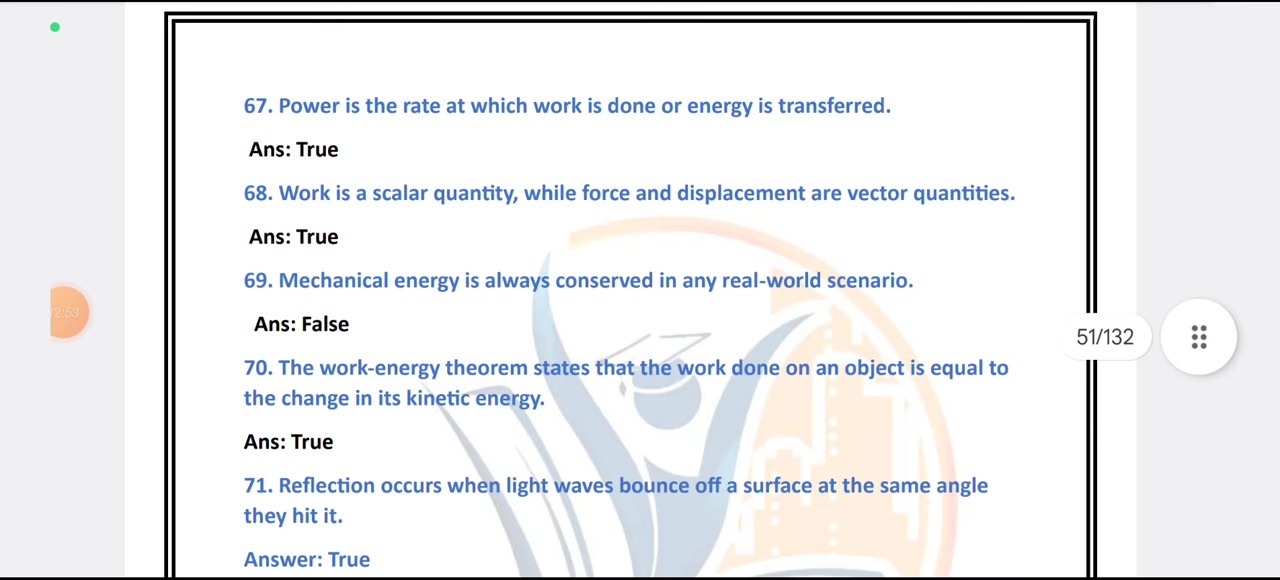 67. Power is the rate at which work is done or energy is transferred.
Ans: True
68. Work is a scalar quantity, while force and displacement are vector quantities.
Ans: True
69. Mechanical energy is always conserved in any real-world scenario.
Ans: False
70. The work-energy theorem states that the work done on an object is equal to
the change in its kinetic energy.
Ans: True
71. Reflection occurs when light waves bounce off a surface at the same angle
they hit it.
Answer: True
51/132